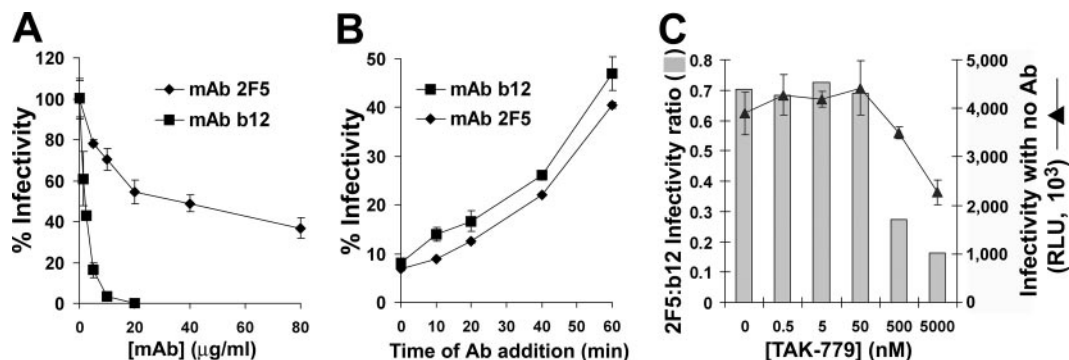 A
% Infectivity
120
100
80
60
40
20
0
mAb 2F5
mAb b12
0 20 40 60 80
[mAb] (μg/ml)
B
% Infectivity
50
40
30
20
10
0
mAb b12
mAb 2F5
0 10 20 40 60
Time of Ab addition (min)
C
2F5:b12 Infectivity ratio ( )
0.8
0.7
0.6
0.5
0.4
0.3
0.2
0.1
0
5,000
4,000
3,000
2,000
1,000
0
0 0.5 5 50 500 5000
[TAK-779] (nM)
Infectivity with no Ab
(RLU, 10³)